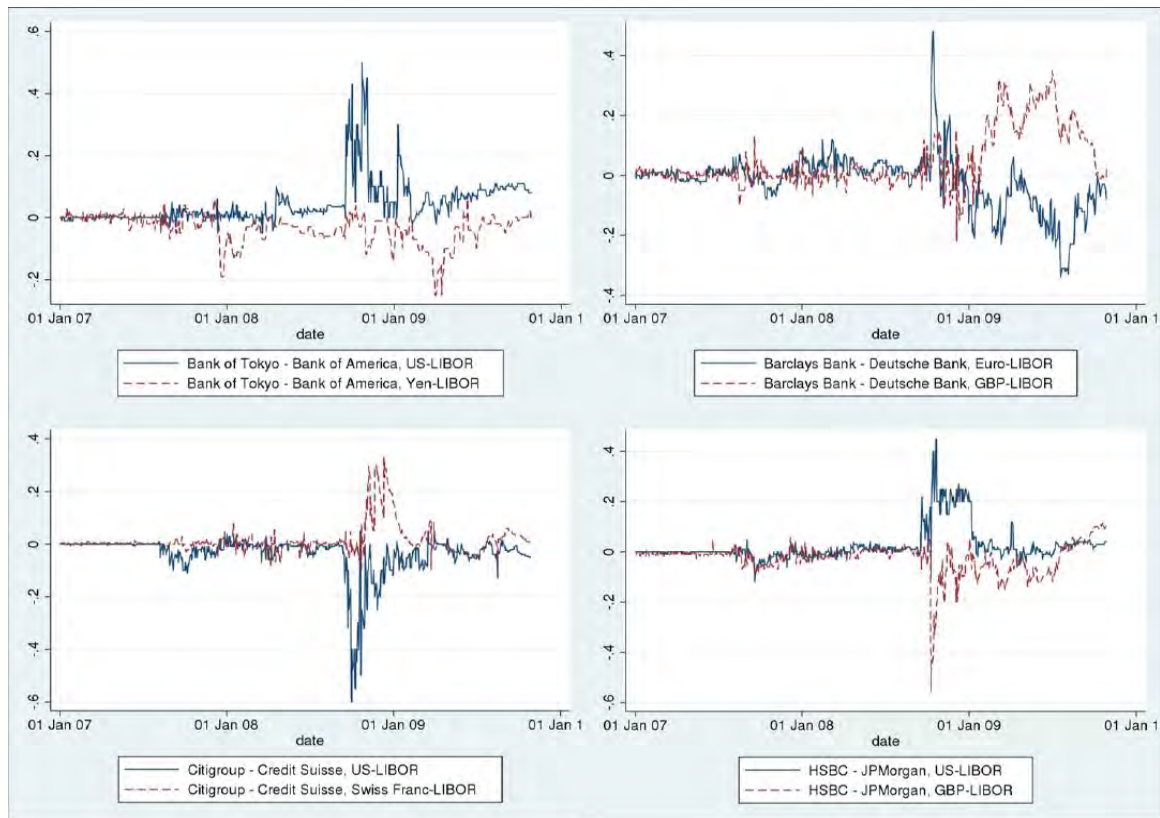 .6
.4
.2
0
-.2
01 Jan 07
01 Jan 08
01 Jan 09
01 Jan 1
date
Bank of Tokyo - Bank of America, US-LIBOR
Bank of Tokyo - Bank of America, Yen-LIBOR
.4
.2
0
-.2
-.4
01 Jan 07
01 Jan 08
01 Jan 09
01 Jan 1
date
Barclays Bank - Deutsche Bank, Euro-LIBOR
Barclays Bank - Deutsche Bank, GBP-LIBOR
.4
.2
0
-.2
-.4
-.6
01 Jan 07
01 Jan 08
01 Jan 09
01 Jan 1
date
Citigroup - Credit Suisse, US-LIBOR
Citigroup - Credit Suisse, Swiss Franc-LIBOR
.4
.2
0
-.2
-.4
-.6
01 Jan 07
01 Jan 08
01 Jan 09
01 Jan 1
date
HSBC - JPMorgan, US-LIBOR
HSBC - JPMorgan, GBP-LIBOR